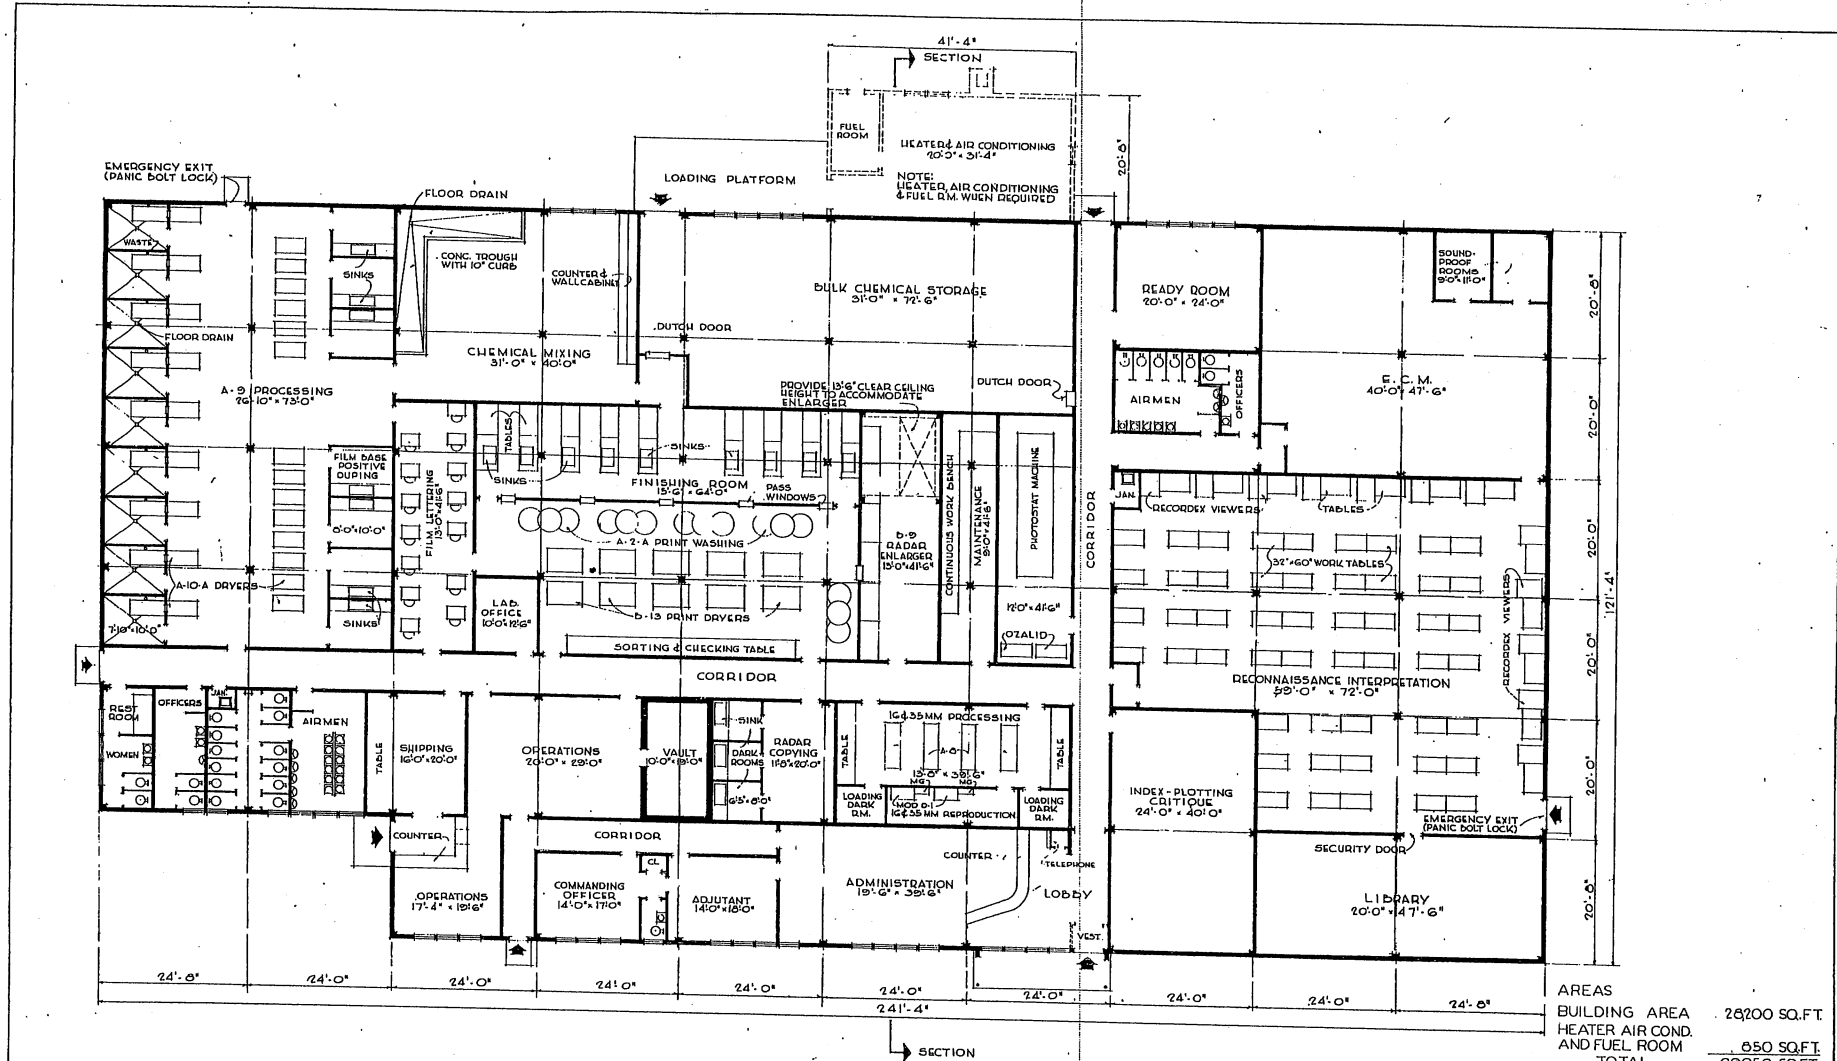 41'-4"
SECTION
FUEL
ROOM
HEATER & AIR CONDITIONING
20'-0" x 31'-4"
NOTE:
HEATER, AIR CONDITIONING
& FUEL RM. WHEN REQUIRED
20'-8"
EMERGENCY EXIT
(PANIC BOLT LOCK)
FLOOR DRAIN
LOADING PLATFORM
WASTE
SINKS
CONC. TROUGH
WITH 10" CURB
COUNTER &
WALL CABINET
BULK CHEMICAL STORAGE
31'-0" x 72'-6"
READY ROOM
20'-0" x 24'-0"
SOUND-
PROOF
ROOMS
9'-0" x 11'-0"
20'-8"
FLOOR DRAIN
DUTCH DOOR
CHEMICAL MIXING
31'-0" x 40'-0"
A-9 PROCESSING
26'-10" x 73'-0"
PROVIDE 13'-6" CLEAR CEILING
HEIGHT TO ACCOMMODATE
ENLARGER
DUTCH DOOR
AIRMEN
OFFICERS
E. C. M.
40'-0" x 47'-6"
20'-0"
TABLES
SINKS
SINKS
FILM BASE
POSITIVE
DUPING
8'-0" x 10'-0"
FILM LETTERING
13'-0" x 41'-6"
FINISHING ROOM
15'-6" x 64'-0"
PASS
WINDOWS
A-2-A PRINT WASHING
B-9
RADAR
ENLARGER
13'-0" x 41'-6"
CONTINUOUS WORK BENCH
MAINTENANCE
9'-0" x 41'-6"
PHOTOSTAT MACHINE
12'-0" x 41'-6"
CORRIDOR
JAN.
RECORDEX VIEWERS
TABLES
32" x 60" WORK TABLES
RECORDEX VIEWERS
20'-0"
121'-4"
A-10-A DRYERS
SINKS
7'-10" x 10'-0"
LAB.
OFFICE
10'-0" x 12'-6"
B-13 PRINT DRYERS
SORTING & CHECKING TABLE
OZALID
20'-0"
CORRIDOR
RECONNAISSANCE INTERPRETATION
59'-0" x 72'-0"
REST
ROOM
OFFICERS
JAN.
AIRMEN
WOMEN
TABLE
SHIPPING
16'-0" x 20'-0"
OPERATIONS
20'-0" x 29'-0"
VAULT
10'-0" x 19'-0"
SINK
DARK
ROOMS
6'-3" x 8'-0"
RADAR
COPYING
11'-8" x 20'-0"
16 & 35 MM PROCESSING
TABLE
A-8
TABLE
13'-8" x 39'-6"
LOADING
DARK
RM.
MOD D-1
16 & 35 MM REPRODUCTION
LOADING
DARK
RM.
INDEX-PLOTTING
CRITIQUE
24'-0" x 40'-0"
20'-0"
EMERGENCY EXIT
(PANIC BOLT LOCK)
COUNTER
CORRIDOR
SECURITY DOOR
OPERATIONS
17'-4" x 19'-6"
COMMANDING
OFFICER
14'-0" x 17'-0"
CL.
ADJUTANT
14'-0" x 18'-0"
ADMINISTRATION
19'-6" x 39'-6"
COUNTER
TELEPHONE
LOBBY
VEST.
LIBRARY
20'-0" x 47'-6"
20'-8"
24'-8"
24'-0"
24'-0"
24'-0"
24'-0"
24'-0"
24'-0"
24'-0"
24'-0"
24'-8"
241'-4"
SECTION
AREAS
BUILDING AREA 28200 SQ.FT.
HEATER AIR COND.
AND FUEL ROOM 850 SQ.FT.